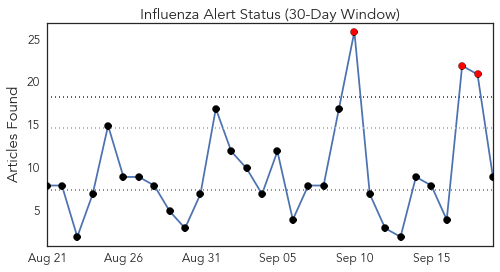 Influenza Alert Status (30-Day Window)
Articles Found
25
20
15
10
5
Aug 21 Aug 26 Aug 31 Sep 05 Sep 10 Sep 15